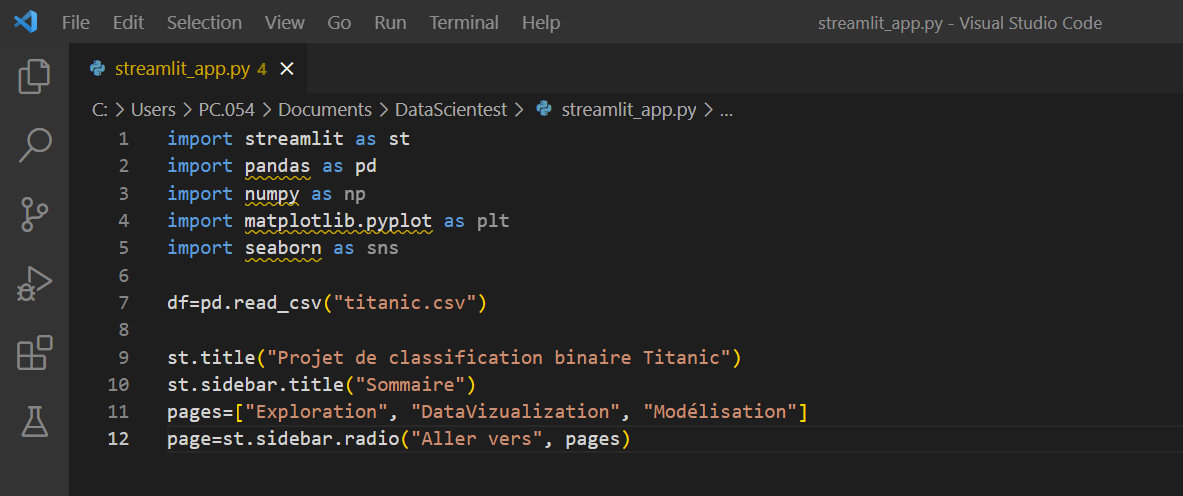 File Edit Selection View Go Run Terminal Help streamlit_app.py - Visual Studio Code
streamlit_app.py 4
C: > Users > PC.054 > Documents > DataScientest > streamlit_app.py > ...
1 import streamlit as st
2 import pandas as pd
3 import numpy as np
4 import matplotlib.pyplot as plt
5 import seaborn as sns
6
7 df=pd.read_csv("titanic.csv")
8
9 st.title("Projet de classification binaire Titanic")
10 st.sidebar.title("Sommaire")
11 pages=["Exploration", "DataVizualization", "Modélisation"]
12 page=st.sidebar.radio("Aller vers", pages)